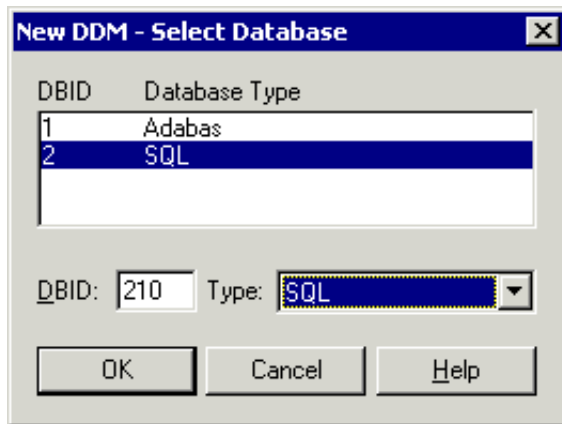 New DDM - Select Database
DBID Database Type
1 Adabas
2 SQL
DBID: 210 Type: SQL
OK Cancel Help